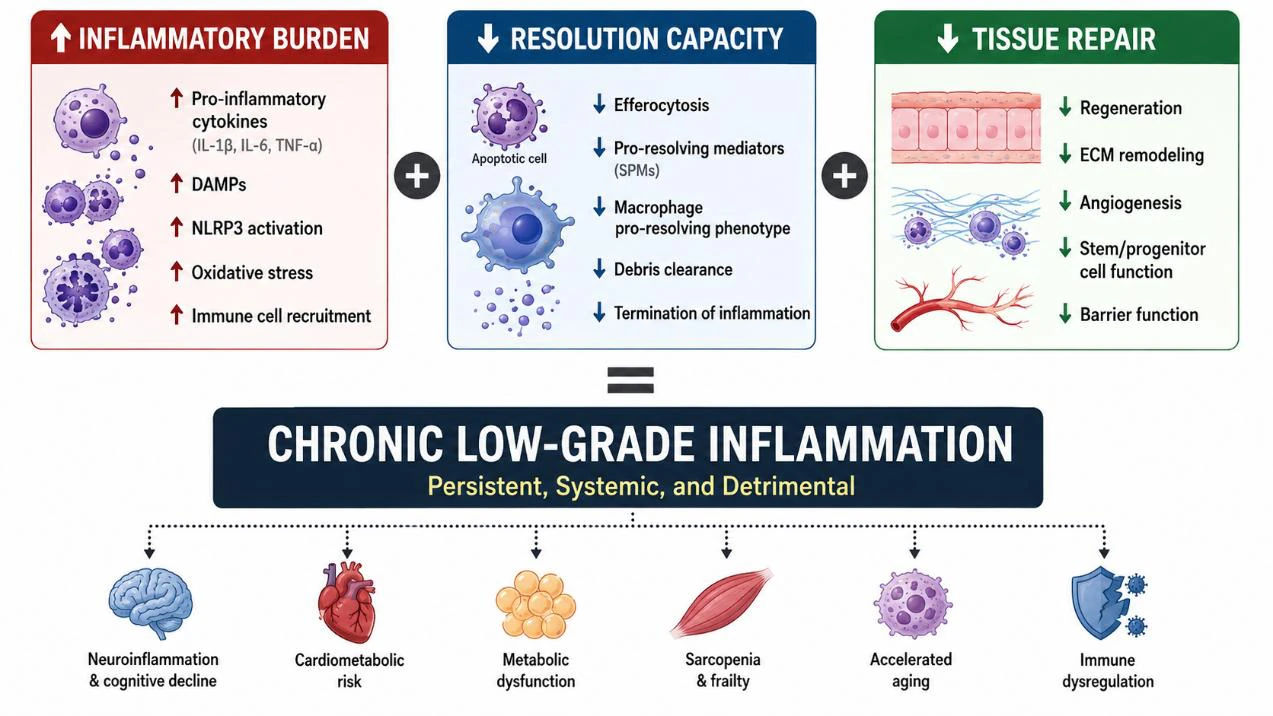 ↑ INFLAMMATORY BURDEN
↑ Pro-inflammatory
cytokines
(IL-1β, IL-6, TNF-α)
↑ DAMPs
↑ NLRP3 activation
↑ Oxidative stress
↑ Immune cell recruitment
+
↓ RESOLUTION CAPACITY
Apoptotic cell
↓ Efferocytosis
↓ Pro-resolving mediators
(SPMs)
↓ Macrophage
pro-resolving phenotype
↓ Debris clearance
↓ Termination of inflammation
+
↓ TISSUE REPAIR
↓ Regeneration
↓ ECM remodeling
↓ Angiogenesis
↓ Stem/progenitor
cell function
↓ Barrier function
=
CHRONIC LOW-GRADE INFLAMMATION
Persistent, Systemic, and Detrimental
Neuroinflammation
& cognitive decline
Cardiometabolic
risk
Metabolic
dysfunction
Sarcopenia
& frailty
Accelerated
aging
Immune
dysregulation